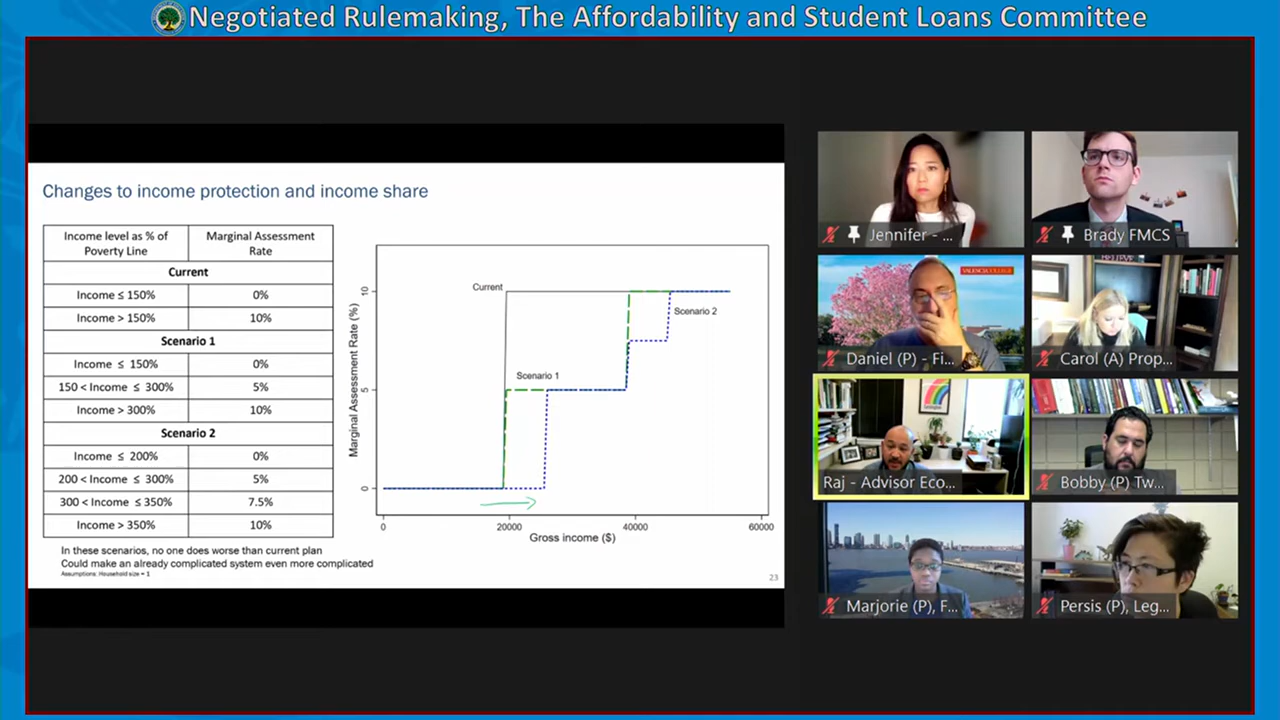 Negotiated Rulemaking, The Affordability and Student Loans Committee
Changes to income protection and income share
Income level as % of Poverty Line
Marginal Assessment Rate
Current
Income ≤ 150%
0%
Income > 150%
10%
Scenario 1
Income ≤ 150%
0%
150 < Income ≤ 300%
5%
Income > 300%
10%
Scenario 2
Income ≤ 200%
0%
200 < Income ≤ 300%
5%
300 < Income ≤ 350%
7.5%
Income > 350%
10%
In these scenarios, no one does worse than current plan
Could make an already complicated system even more complicated
Assumptions: Household size = 1
Marginal Assessment Rate (%)
10
5
0
Current
Scenario 1
Scenario 2
0
20000
40000
60000
Gross income ($)
23
Jennifer - ...
Brady FMCS
VALENCIA COLLEGE
Daniel (P) - Fi...
BELIEVE
Carol (A) Prop...
Raj - Advisor Eco...
Bobby (P) Tw...
Marjorie (P), F...
Persis (P), Leg...